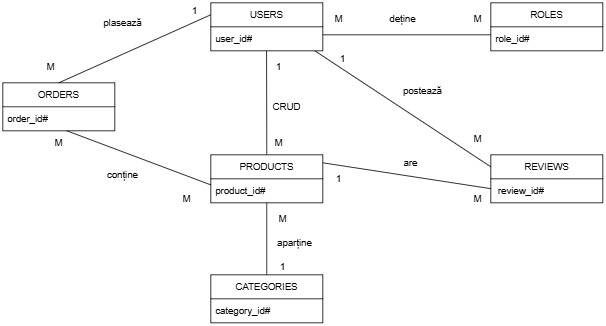 plasează
1
USERS
user_id#
M
deține
M
ROLES
role_id#
M
1
1
ORDERS
order_id#
CRUD
postează
M
M
M
PRODUCTS
product_id#
are
1
M
REVIEWS
review_id#
conține
M
M
aparține
1
CATEGORIES
category_id#